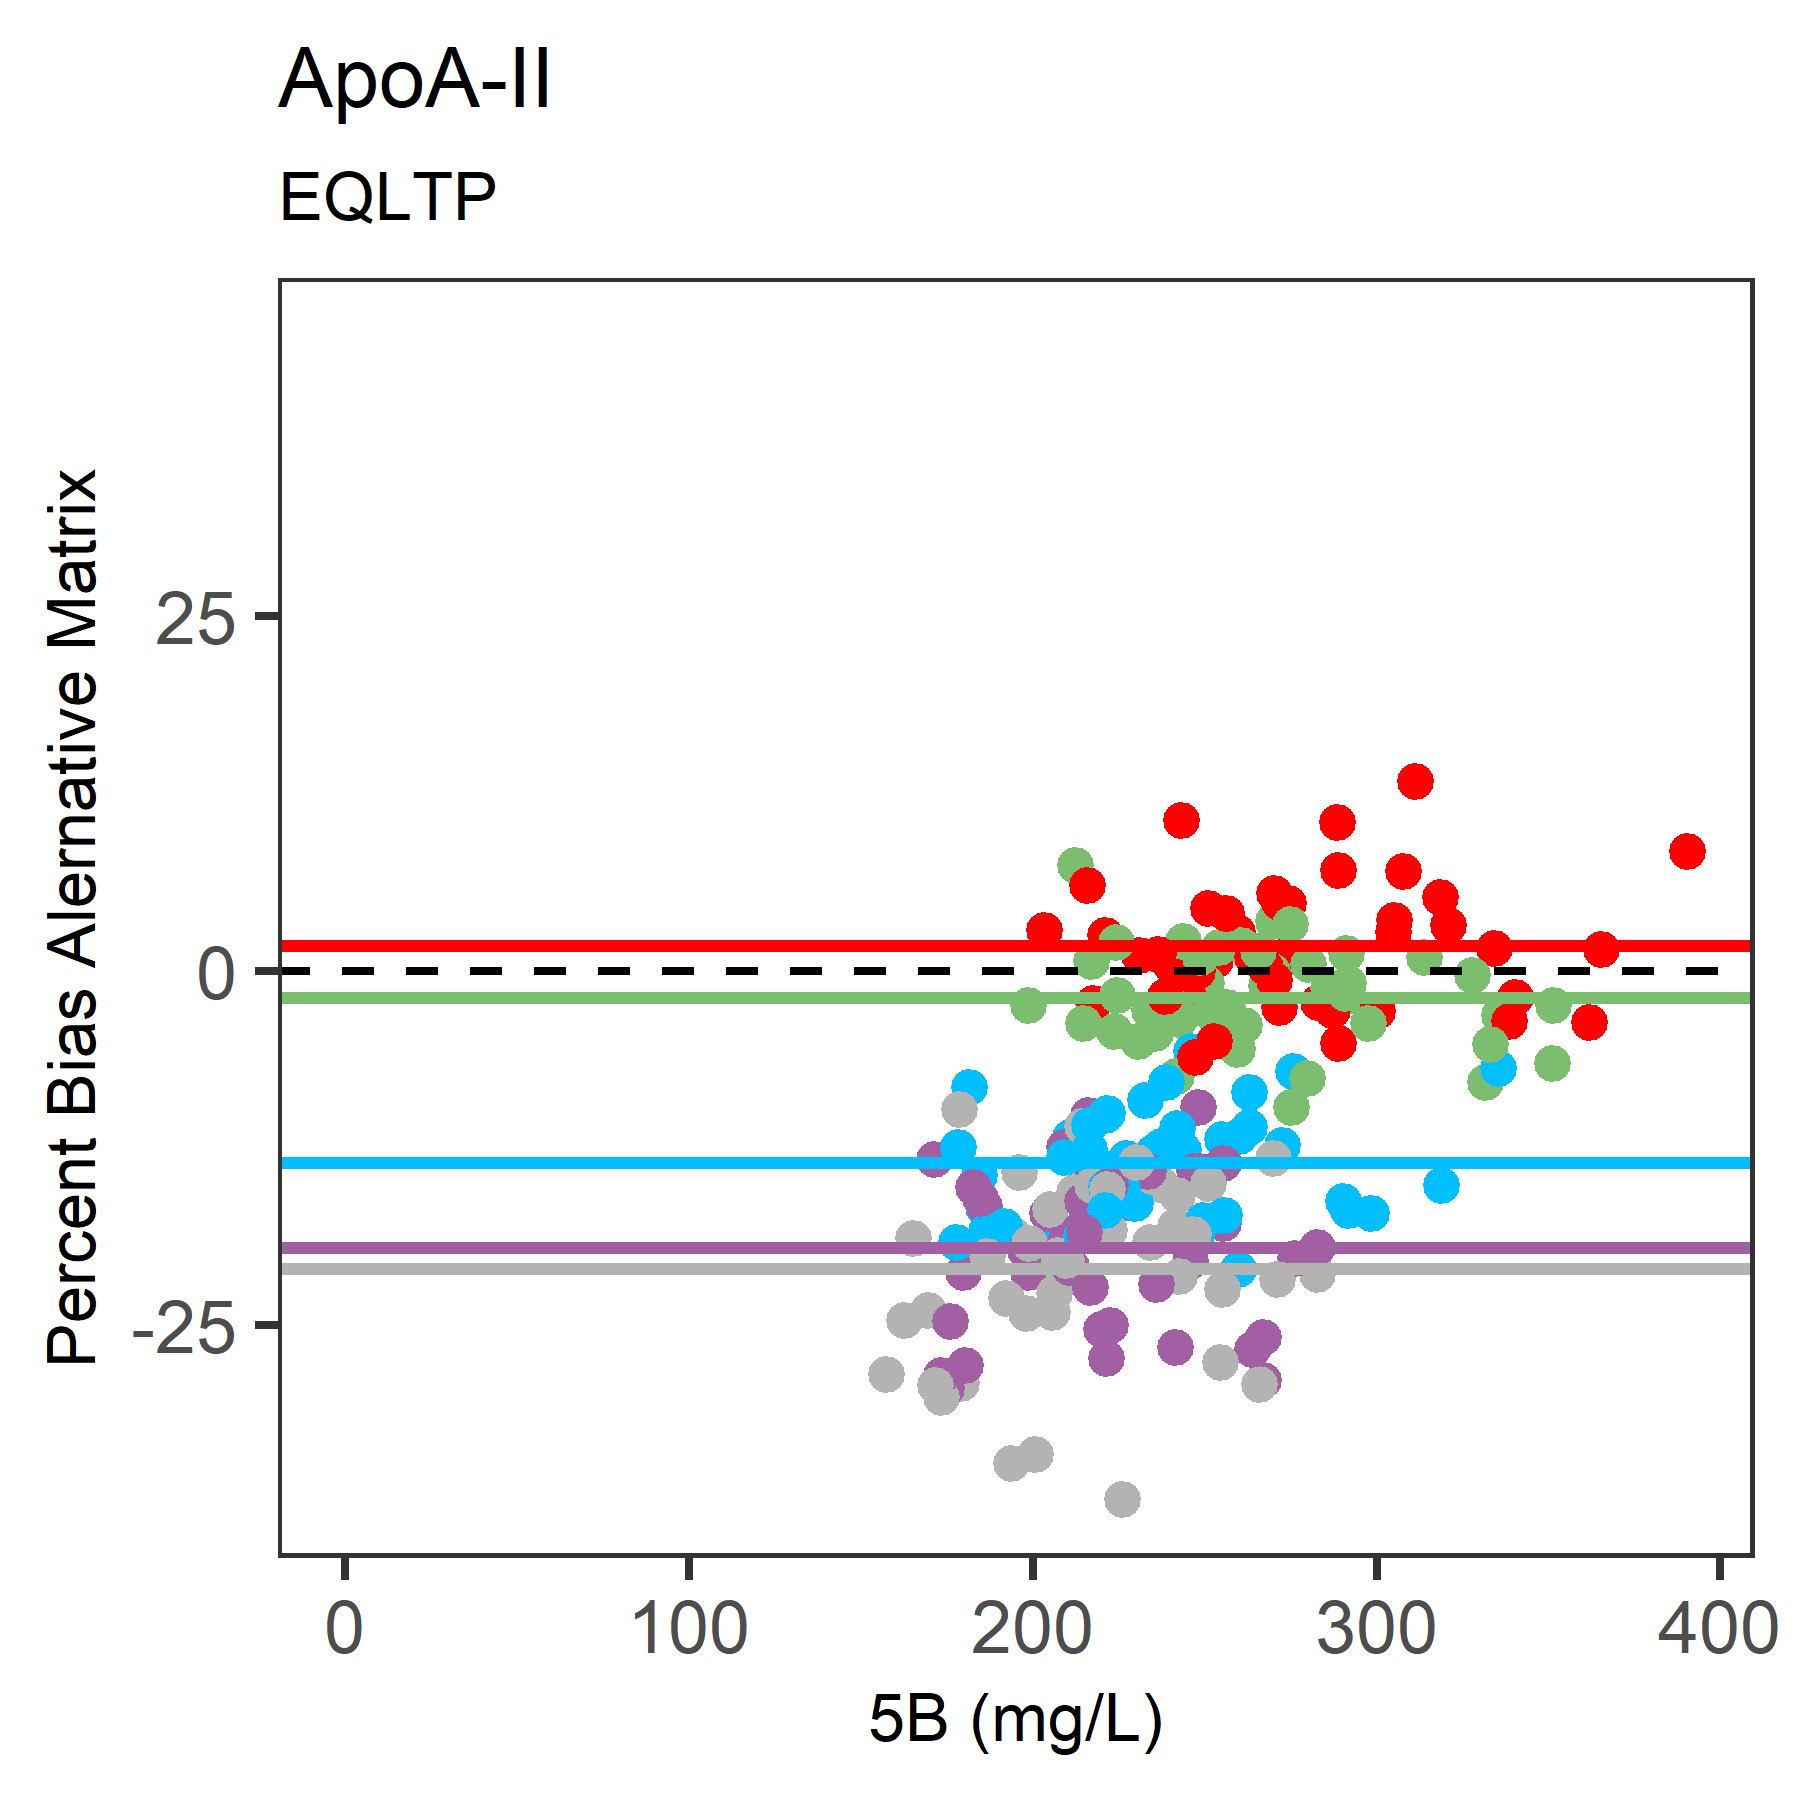 ApoA-II
EQLTP
Percent Bias Alernative Matrix
25
0
-25
0 100 200 300 400
5B (mg/L)